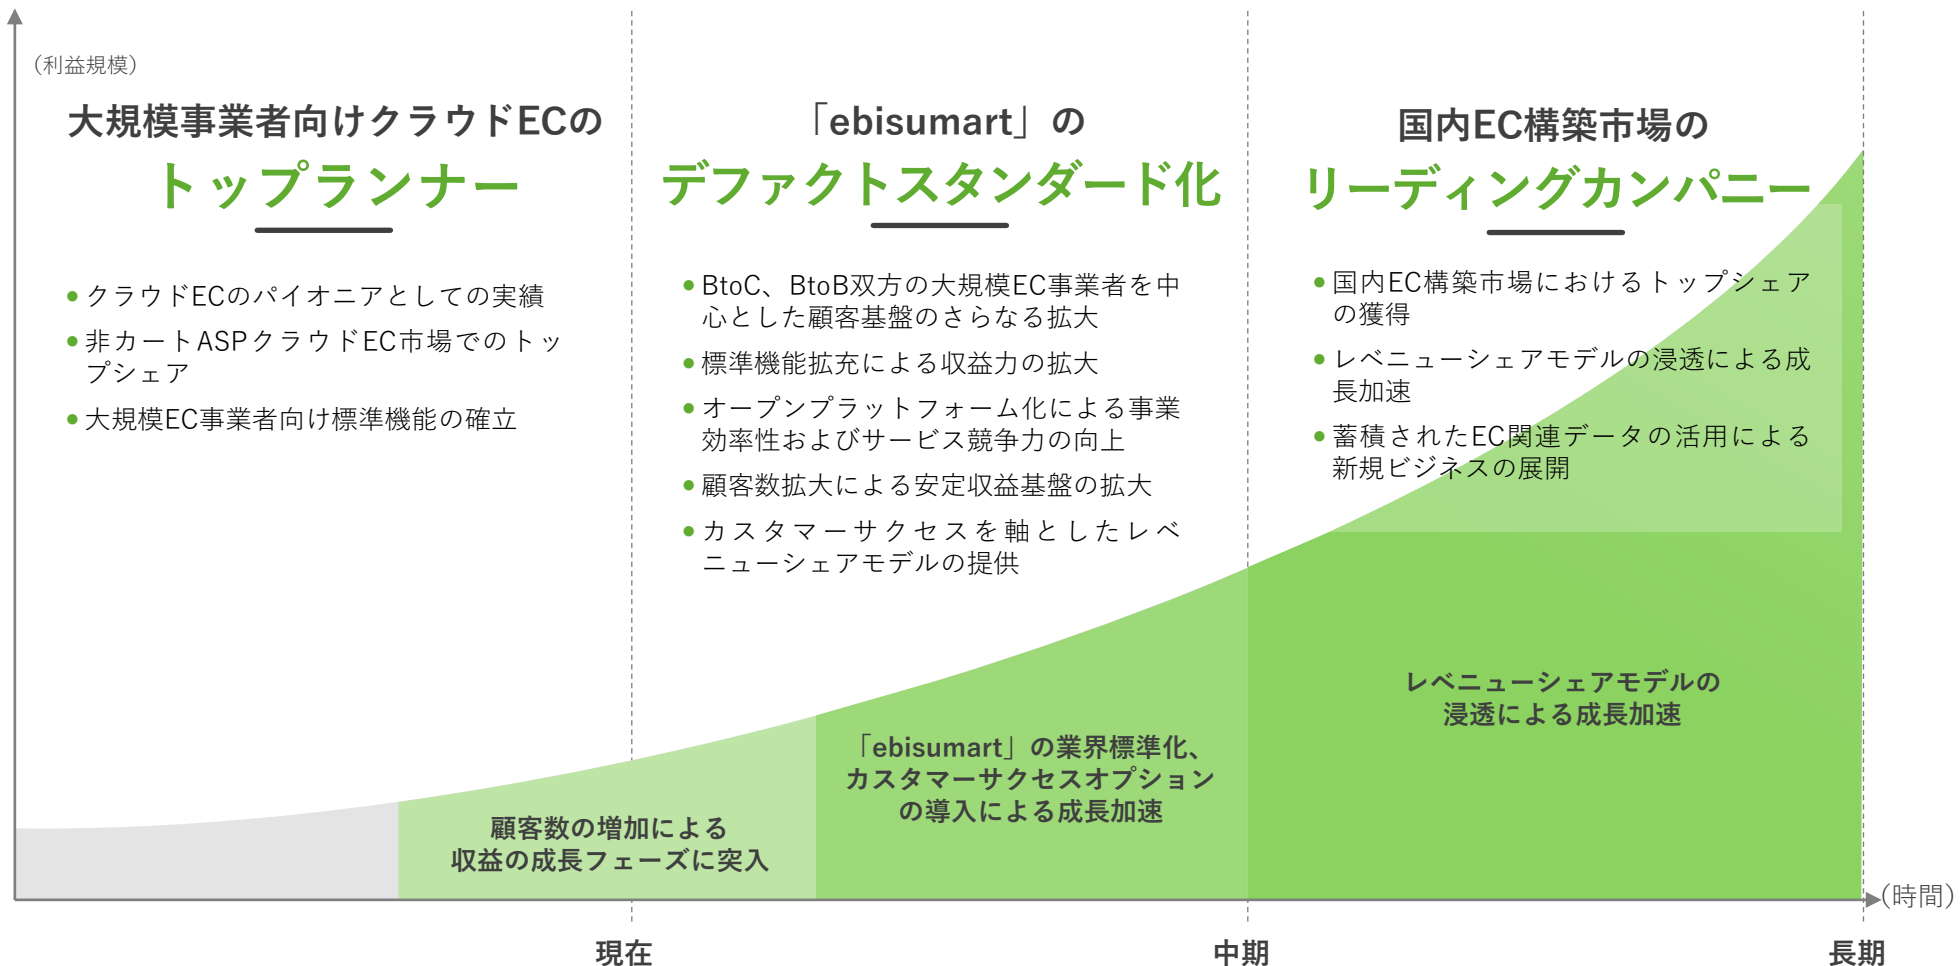 （利益規模）
大規模事業者向けクラウドECの
トップランナー
• クラウドECのパイオニアとしての実績
• 非カートASPクラウドEC市場でのトッ
プシェア
• 大規模EC事業者向け標準機能の確立
「ebisumart」の
デファクトスタンダード化
• BtoC、BtoB双方の大規模EC事業者を中
心とした顧客基盤のさらなる拡大
• 標準機能拡充による収益力の拡大
• オープンプラットフォーム化による事業
効率性およびサービス競争力の向上
• 顧客数拡大による安定収益基盤の拡大
• カスタマーサクセスを軸としたレベ
ニューシェアモデルの提供
国内EC構築市場の
リーディングカンパニー
• 国内EC構築市場におけるトップシェア
の獲得
• レベニューシェアモデルの浸透による成
長加速
• 蓄積されたEC関連データの活用による
新規ビジネスの展開
顧客数の増加による
収益の成長フェーズに突入
「ebisumart」の業界標準化、
カスタマーサクセスオプション
の導入による成長加速
レベニューシェアモデルの
浸透による成長加速
（時間）
現在
中期
長期